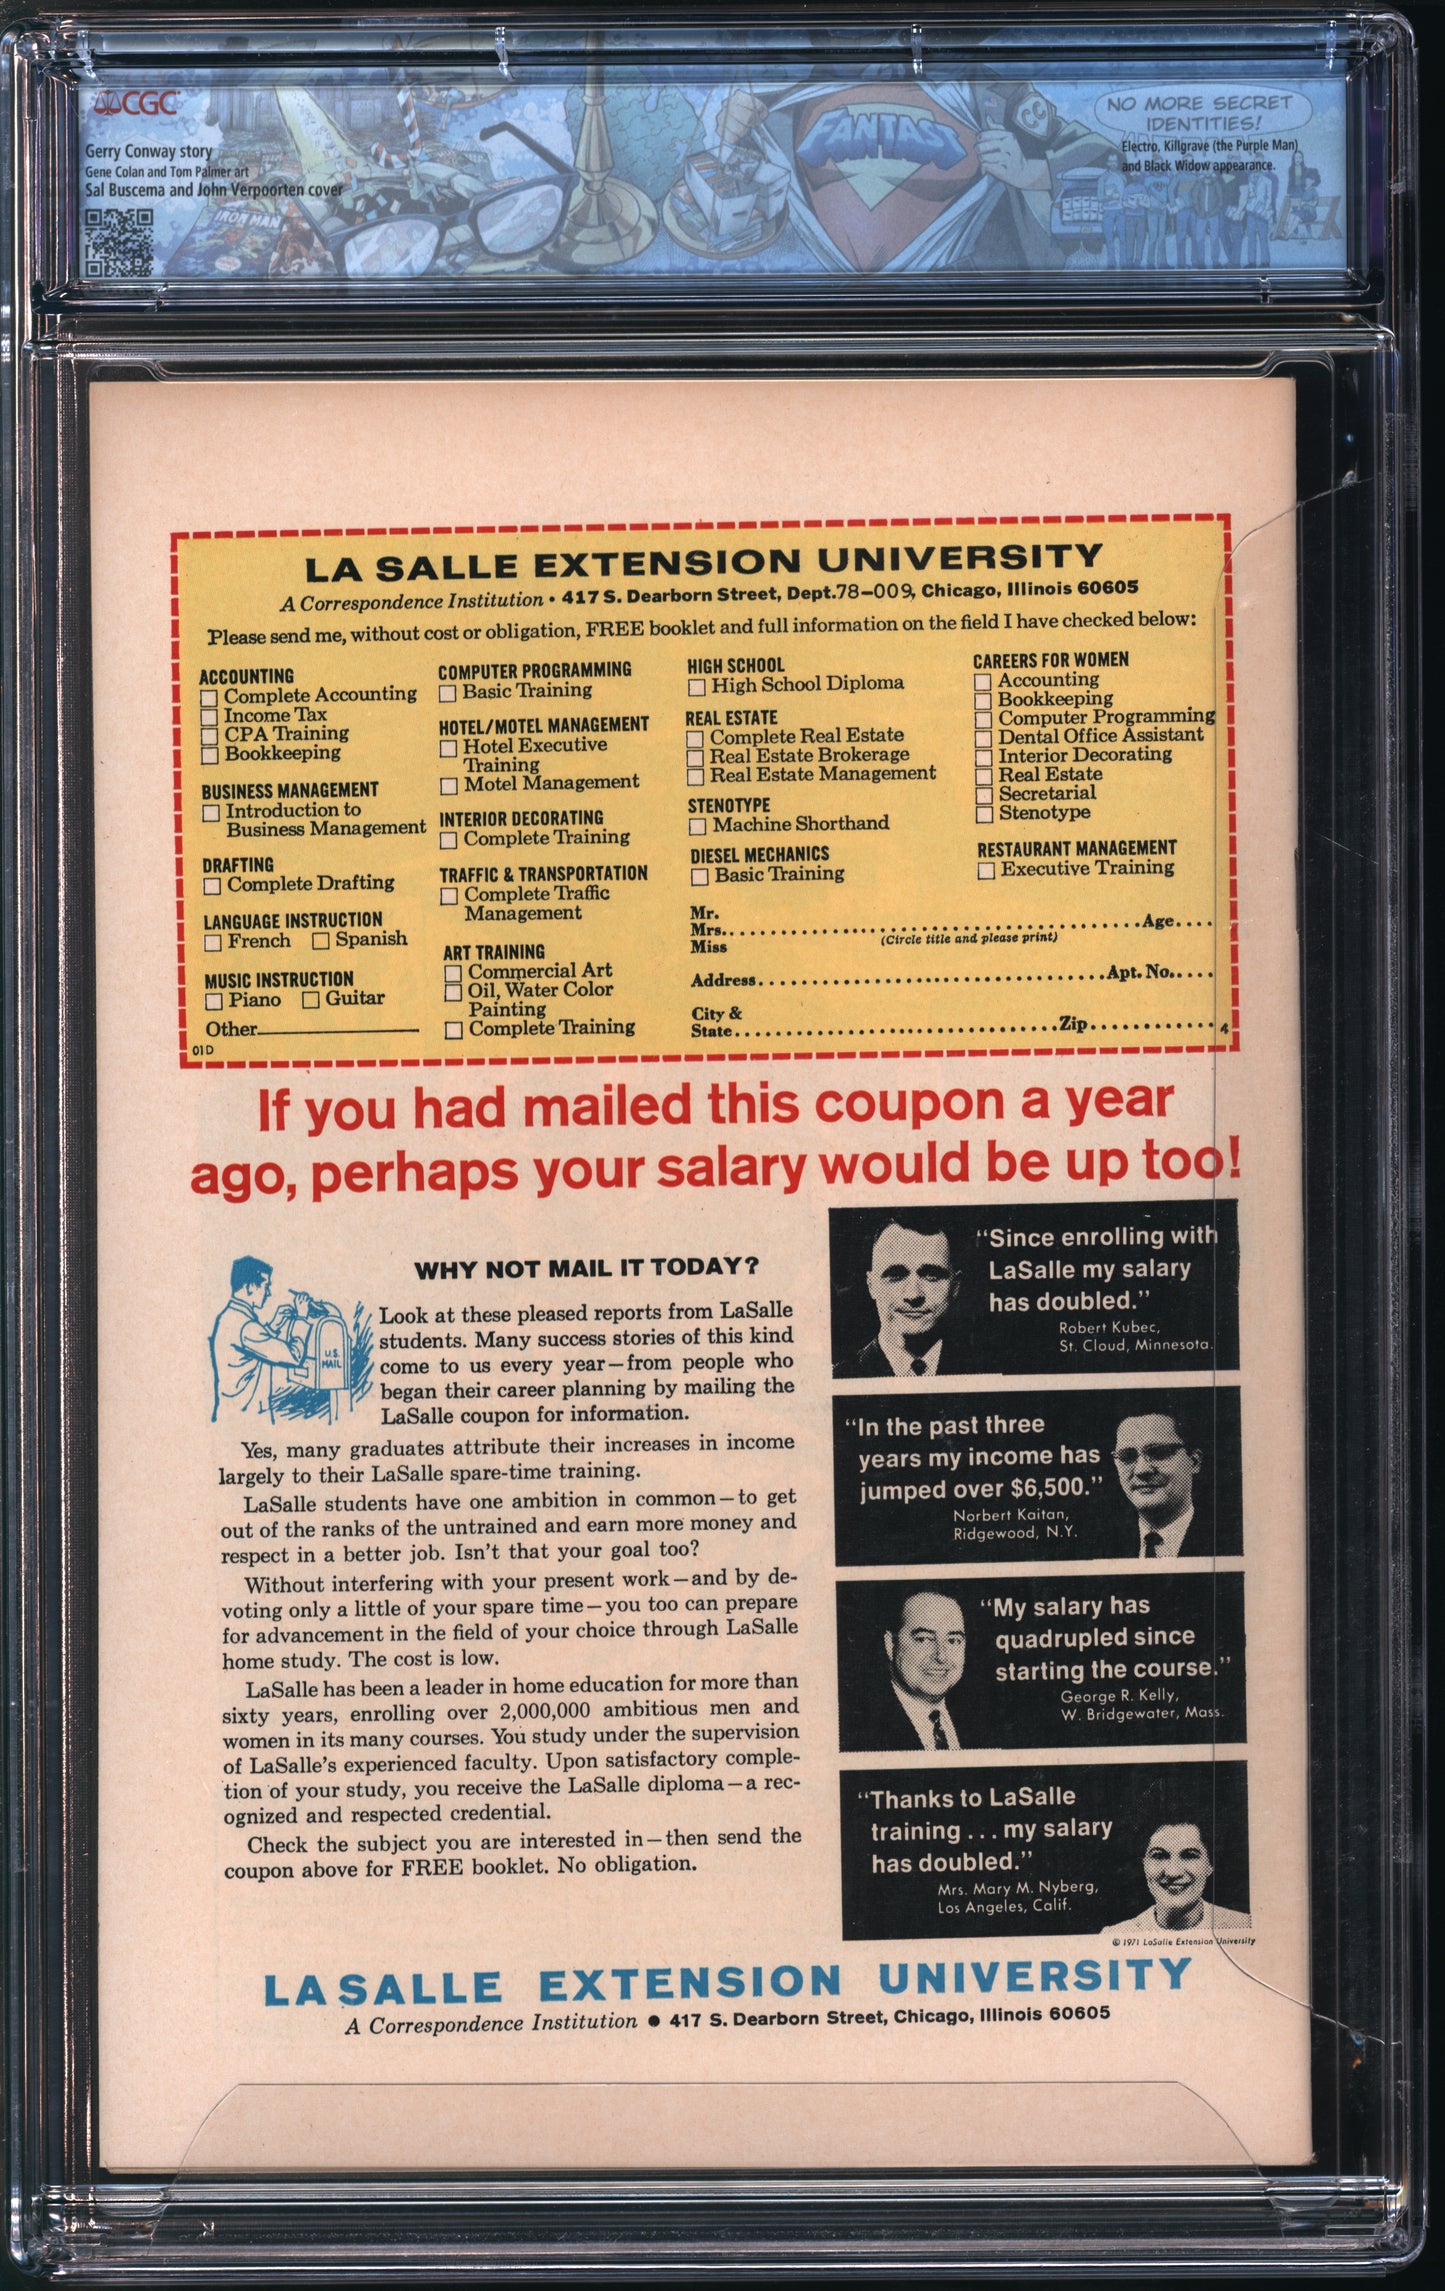 CGC
Gerry Conway story
Gene Colan and Tom Palmer art
Sal Buscema and John Verpoorten cover
IRON MAN
FANTAST
CC
NO MORE SECRET
IDENTITIES!
Electro, Killgrave (the Purple Man)
and Black Widow appearance.
LA SALLE EXTENSION UNIVERSITY
A Correspondence Institution • 417 S. Dearborn Street, Dept.78-009, Chicago, Illinois 60605
Please send me, without cost or obligation, FREE booklet and full information on the field I have checked below:
ACCOUNTING
Complete Accounting
Income Tax
CPA Training
Bookkeeping
BUSINESS MANAGEMENT
Introduction to
Business Management
DRAFTING
Complete Drafting
LANGUAGE INSTRUCTION
French Spanish
MUSIC INSTRUCTION
Piano Guitar
Other
01D
COMPUTER PROGRAMMING
Basic Training
HOTEL/MOTEL MANAGEMENT
Hotel Executive
Training
Motel Management
INTERIOR DECORATING
Complete Training
TRAFFIC & TRANSPORTATION
Complete Traffic
Management
ART TRAINING
Commercial Art
Oil, Water Color
Painting
Complete Training
HIGH SCHOOL
High School Diploma
REAL ESTATE
Complete Real Estate
Real Estate Brokerage
Real Estate Management
STENOTYPE
Machine Shorthand
DIESEL MECHANICS
Basic Training
CAREERS FOR WOMEN
Accounting
Bookkeeping
Computer Programming
Dental Office Assistant
Interior Decorating
Real Estate
Secretarial
Stenotype
RESTAURANT MANAGEMENT
Executive Training
Mr.
Mrs. Age
(Circle title and please print)
Miss
Address Apt. No.
City &
State Zip 4
If you had mailed this coupon a year
ago, perhaps your salary would be up too!
U.S.
MAIL
WHY NOT MAIL IT TODAY?
Look at these pleased reports from LaSalle
students. Many success stories of this kind
come to us every year—from people who
began their career planning by mailing the
LaSalle coupon for information.
Yes, many graduates attribute their increases in income
largely to their LaSalle spare-time training.
LaSalle students have one ambition in common—to get
out of the ranks of the untrained and earn more money and
respect in a better job. Isn't that your goal too?
Without interfering with your present work—and by de-
voting only a little of your spare time—you too can prepare
for advancement in the field of your choice through LaSalle
home study. The cost is low.
LaSalle has been a leader in home education for more than
sixty years, enrolling over 2,000,000 ambitious men and
women in its many courses. You study under the supervision
of LaSalle's experienced faculty. Upon satisfactory comple-
tion of your study, you receive the LaSalle diploma—a rec-
ognized and respected credential.
Check the subject you are interested in—then send the
coupon above for FREE booklet. No obligation.
"Since enrolling with
LaSalle my salary
has doubled."
Robert Kubec,
St. Cloud, Minnesota.
"In the past three
years my income has
jumped over $6,500."
Norbert Kaitan,
Ridgewood, N.Y.
"My salary has
quadrupled since
starting the course."
George R. Kelly,
W. Bridgewater, Mass.
"Thanks to LaSalle
training . . . my salary
has doubled."
Mrs. Mary M. Nyberg,
Los Angeles, Calif.
© 1971 LaSalle Extension University
LASALLE EXTENSION UNIVERSITY
A Correspondence Institution ● 417 S. Dearborn Street, Chicago, Illinois 60605